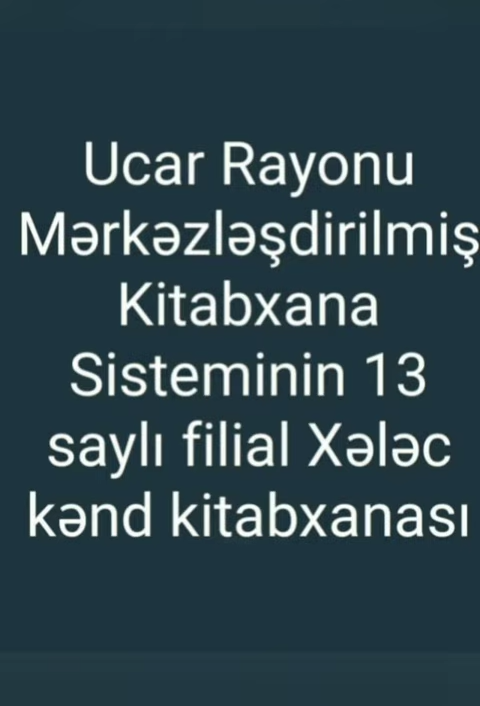 Ucar Rayonu
Mərkəzləşdirilmiş
Kitabxana
Sisteminin 13
saylı filial Xələc
kənd kitabxanası